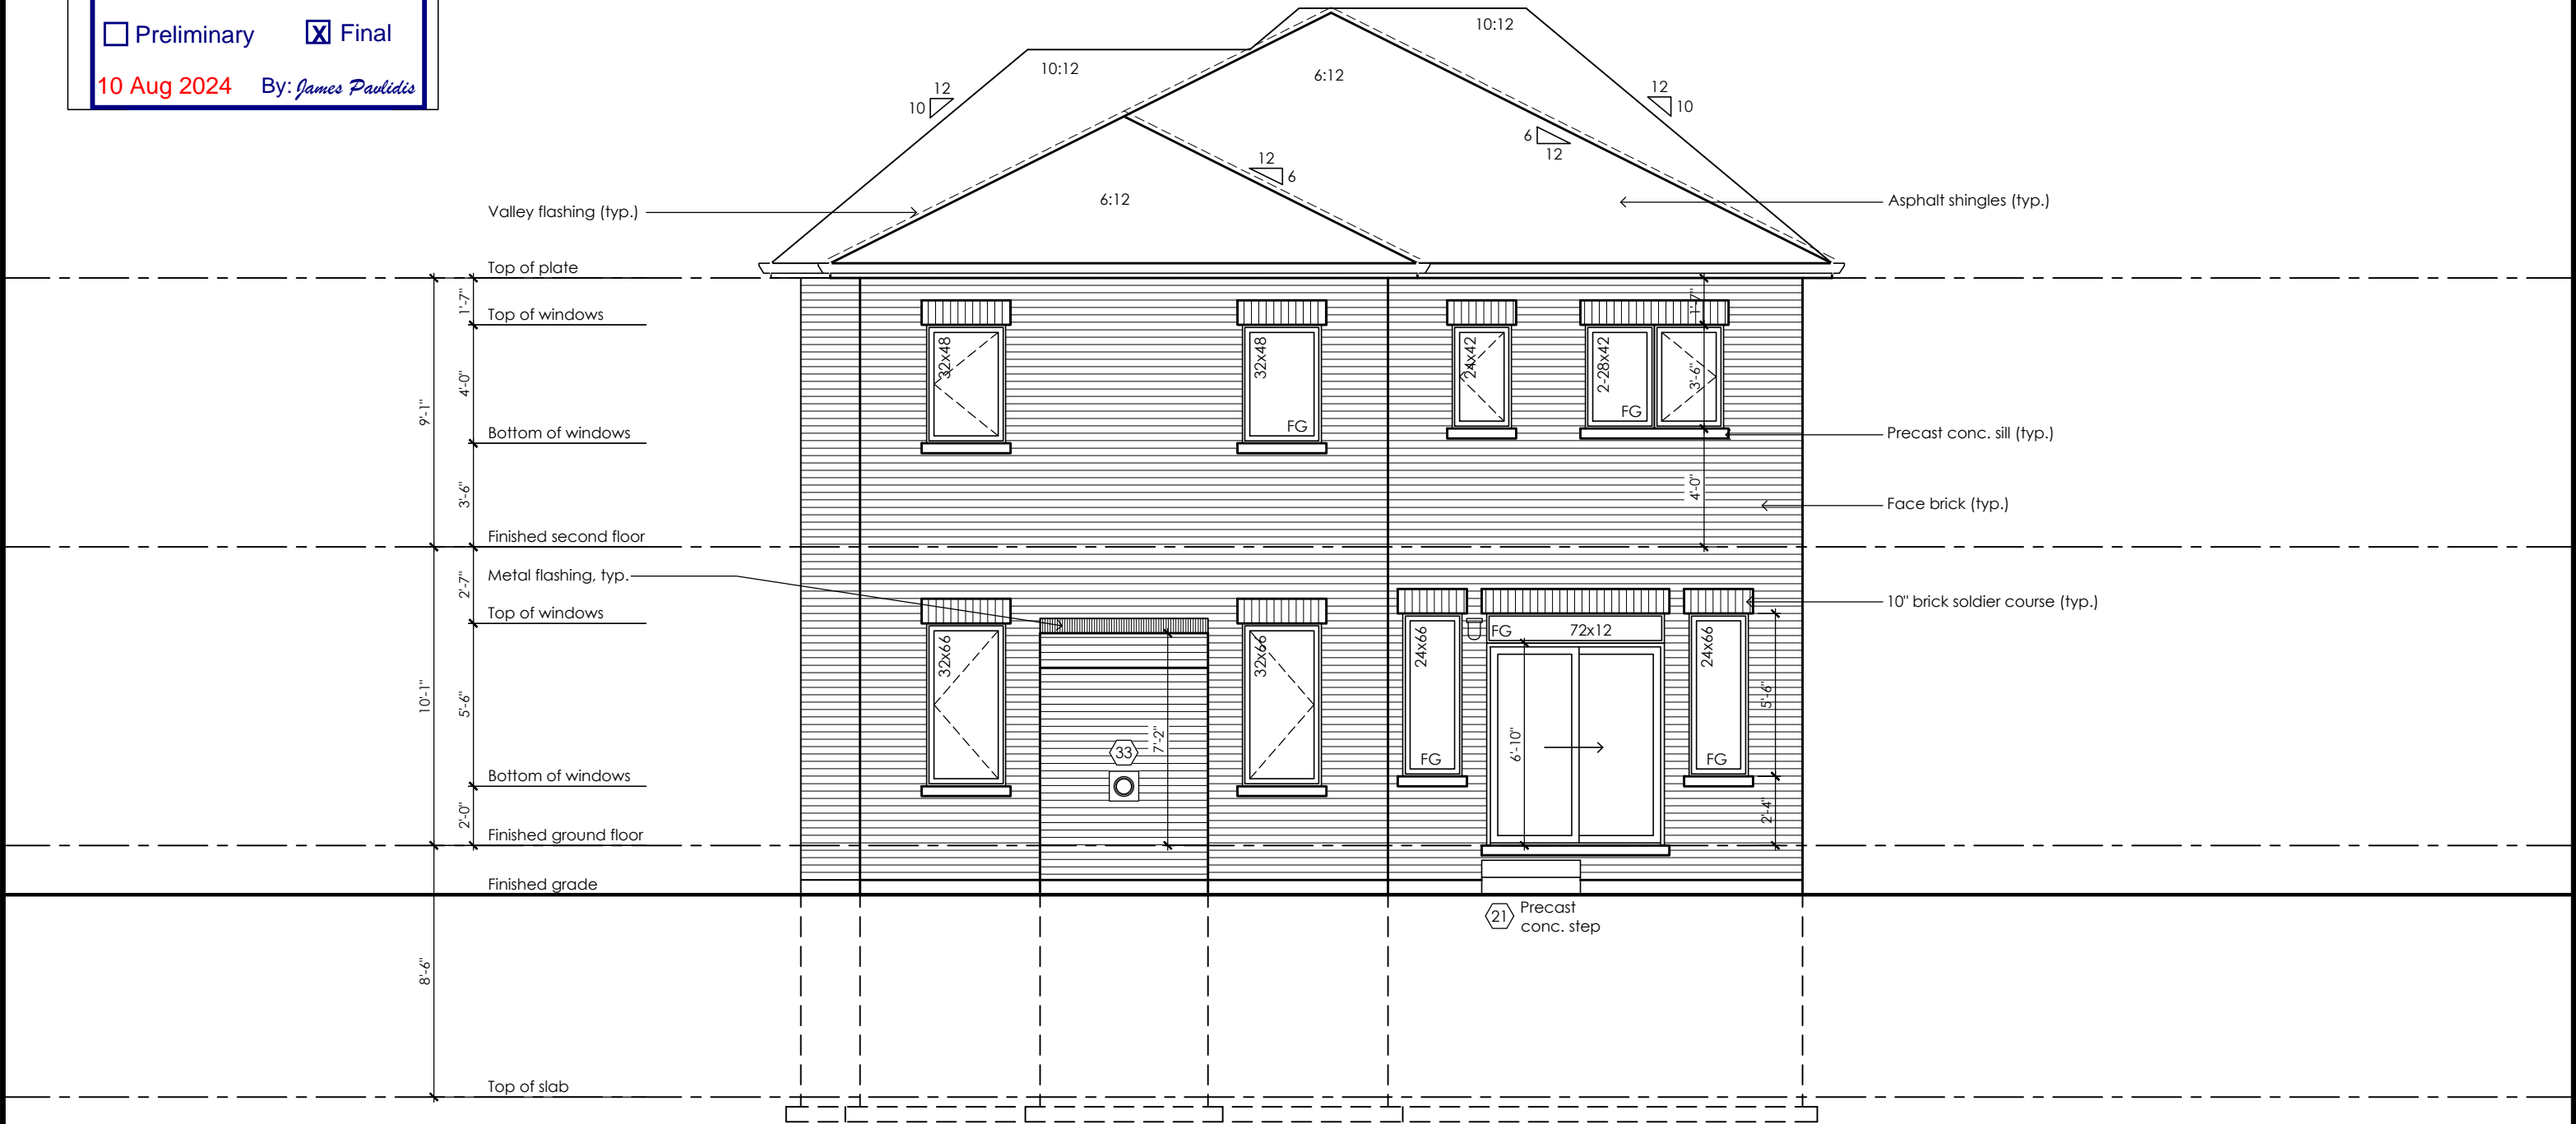 Preliminary X Final
10 Aug 2024 By: James Pavlidis
10:12
10:12
6:12
12
10
12
10
6
12
12
6
6:12
Valley flashing (typ.)
Asphalt shingles (typ.)
Top of plate
1'-7"
Top of windows
1'-7"
32x48
32x48
FG
24x42
2-28x42
FG
3'-6"
4'-0"
9'-1"
Bottom of windows
Precast conc. sill (typ.)
3'-6"
4'-0"
Face brick (typ.)
Finished second floor
Metal flashing, typ.
2'-7"
Top of windows
10" brick soldier course (typ.)
32x66
32x66
24x66
FG
72x12
24x66
10'-1"
5'-6"
5'-6"
7'-2"
6'-10"
33
FG
FG
Bottom of windows
2'-0"
2'-4"
Finished ground floor
Finished grade
21
Precast
conc. step
8'-6"
Top of slab